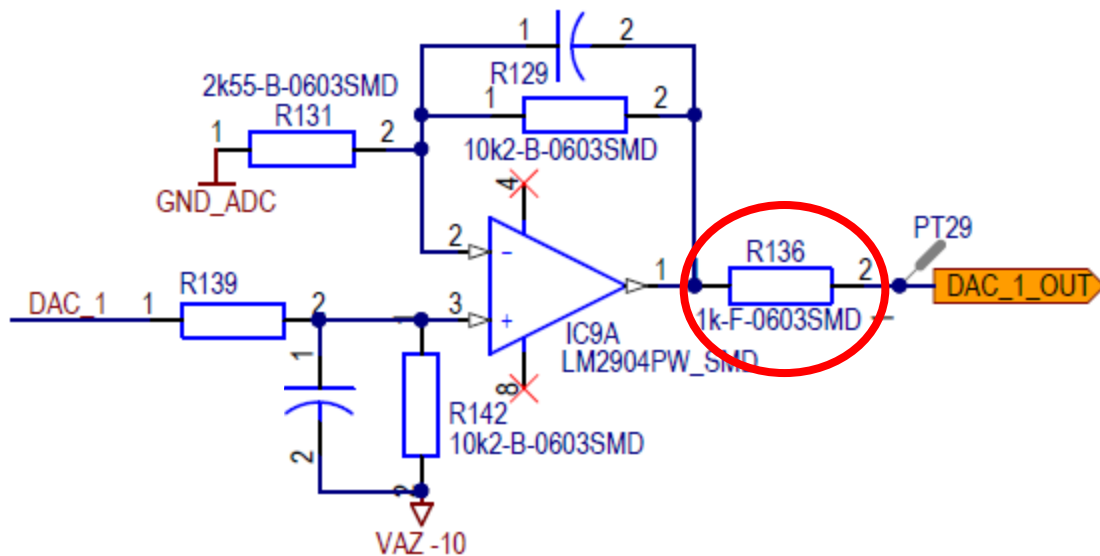 1
2
R129
2k55-B-0603SMD
1
R131
2
1
2
10k2-B-0603SMD
GND_ADC
4
2
-
1
R136
2
PT29
DAC_1_OUT
1k-F-0603SMD
R139
DAC_1
1
2
3
+
IC9A
LM2904PW_SMD
8
1
R142
10k2-B-0603SMD
2
2
VAZ -10